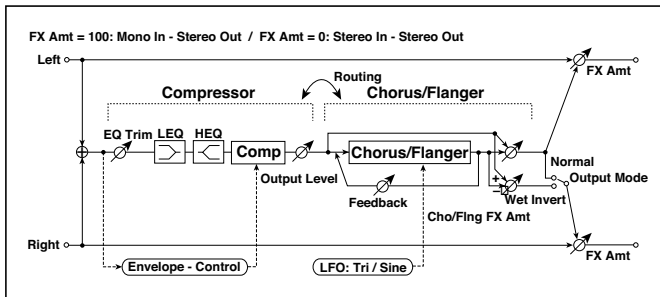 FX Amt = 100: Mono In - Stereo Out / FX Amt = 0: Stereo In - Stereo Out
Left
FX Amt
Routing
Compressor
Chorus/Flanger
EQ Trim
LEQ
HEQ
Comp
Chorus/Flanger
Output Level
Normal
Output Mode
+
−
Wet Invert
Feedback
Cho/Flng FX Amt
Right
FX Amt
Envelope - Control
LFO: Tri / Sine